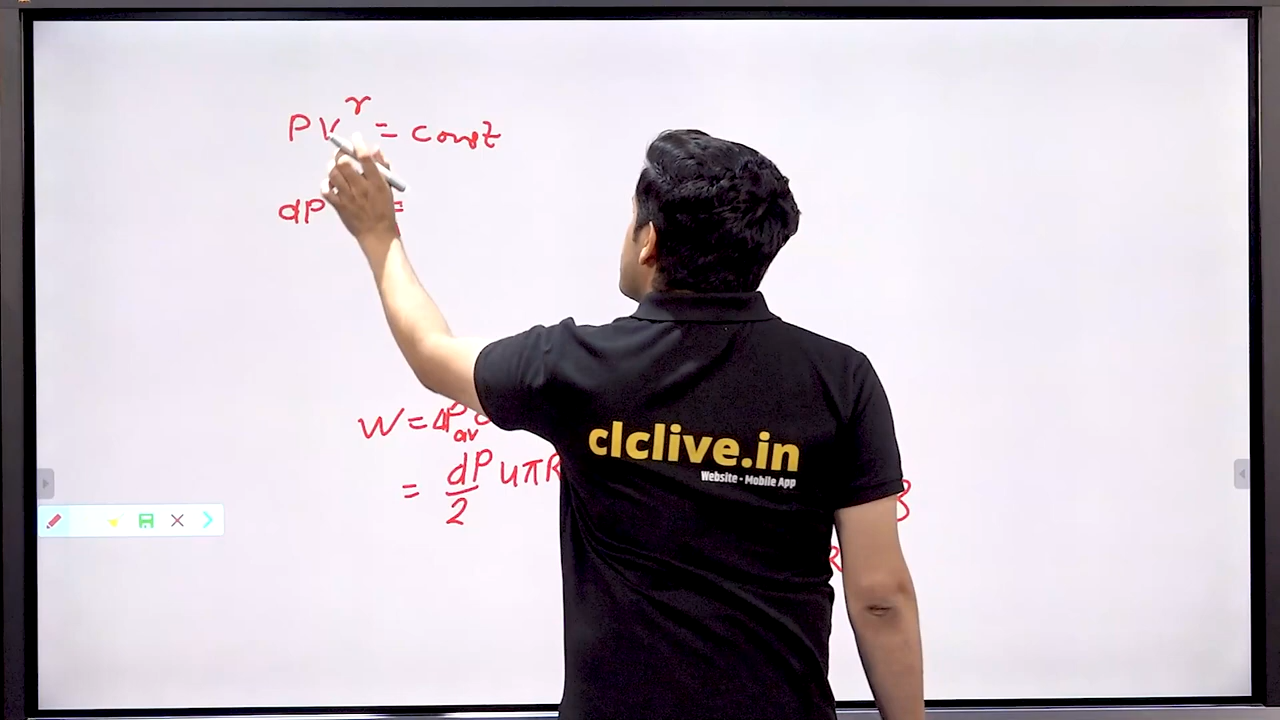 PV^γ = const
dP =
W = ΔP_av
= dP/2 4πR
clclive.in
Website - Mobile App